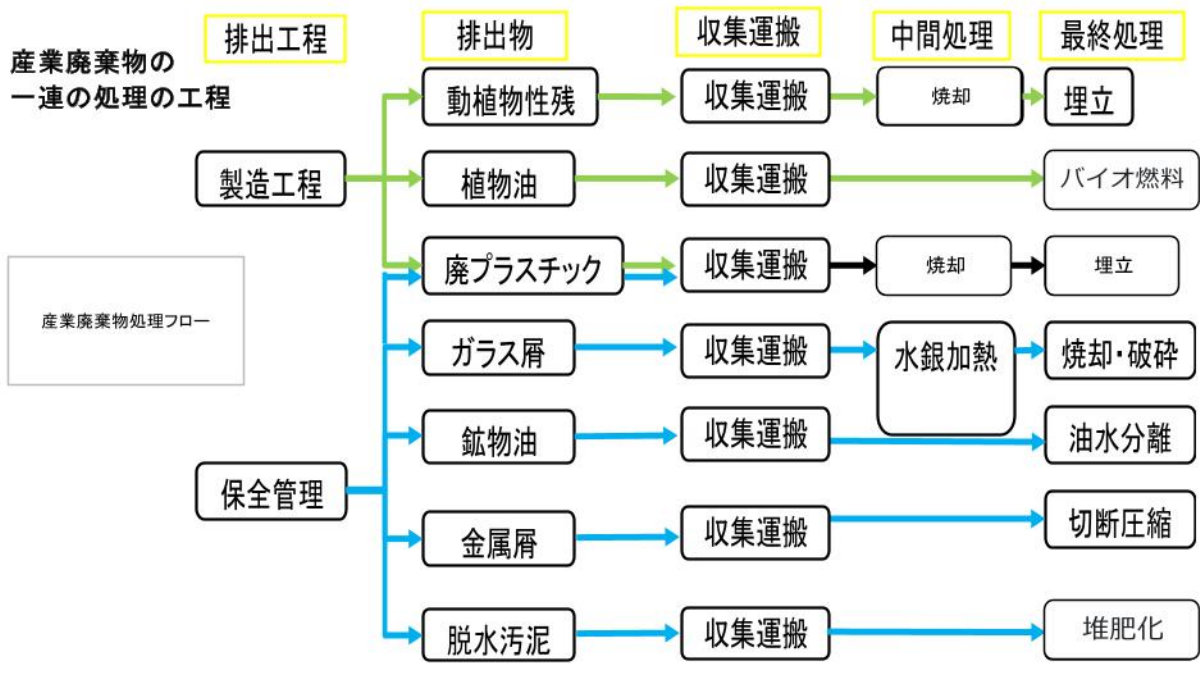 産業廃棄物の
一連の処理の工程
排出工程
排出物
収集運搬
中間処理
最終処理
製造工程
動植物性残
収集運搬
焼却
埋立
植物油
収集運搬
バイオ燃料
廃プラスチック
収集運搬
焼却
埋立
産業廃棄物処理フロー
保全管理
ガラス屑
収集運搬
水銀加熱
焼却・破砕
鉱物油
収集運搬
油水分離
金属屑
収集運搬
切断圧縮
脱水汚泥
収集運搬
堆肥化